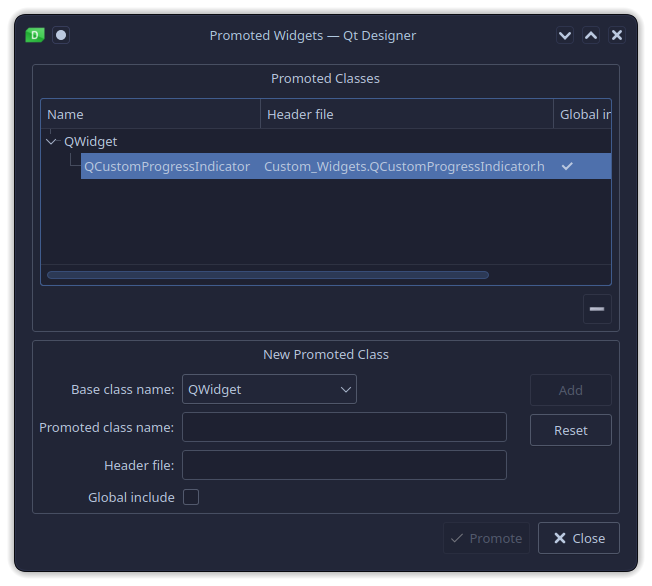 D
Promoted Widgets — Qt Designer
Promoted Classes
Name Header file Global in
QWidget
QCustomProgressIndicator Custom_Widgets.QCustomProgressIndicator.h
New Promoted Class
Base class name: QWidget Add
Promoted class name: Reset
Header file:
Global include
Promote Close